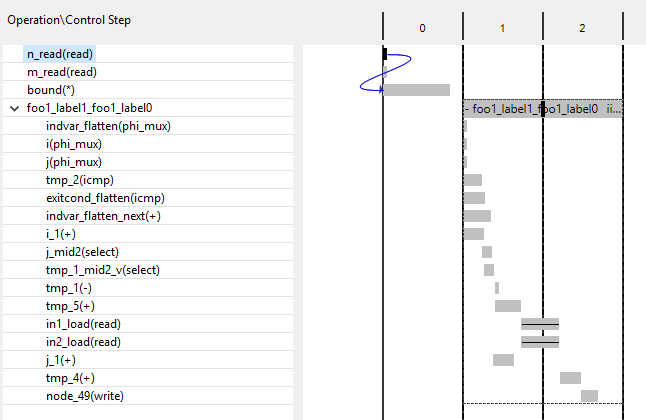 Operation\Control Step
0 1 2
n_read(read)
m_read(read)
bound(*)
foo1_label1_foo1_label0
- foo1_label1_foo1_label0 ii...
indvar_flatten(phi_mux)
i(phi_mux)
j(phi_mux)
tmp_2(icmp)
exitcond_flatten(icmp)
indvar_flatten_next(+)
i_1(+)
j_mid2(select)
tmp_1_mid2_v(select)
tmp_1(-)
tmp_5(+)
in1_load(read)
in2_load(read)
j_1(+)
tmp_4(+)
node_49(write)